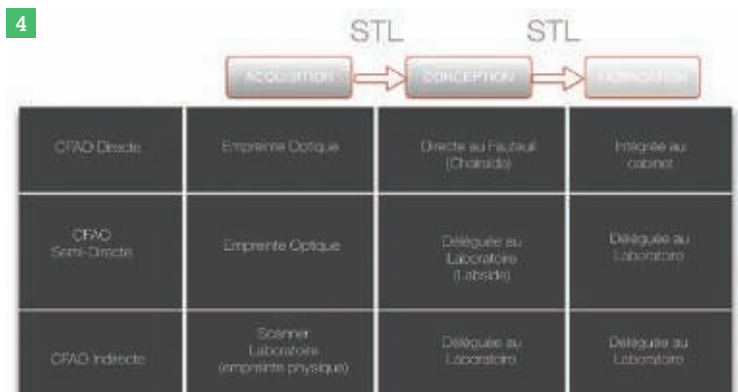 4
STL STL
ACQUISITION CONCEPTION FABRICATION
CFAO Directe
Empreinte Optique
Directe au Fauteuil
(Chairside)
Intégrée au
cabinet
CFAO
Semi-Directe
Empreinte Optique
Déléguée au
Laboratoire
(Labside)
Déléguée au
Laboratoire
CFAO Indirecte
Scanner
Laboratoire
(empreinte physique)
Déléguée au
Laboratoire
Déléguée au
Laboratoire